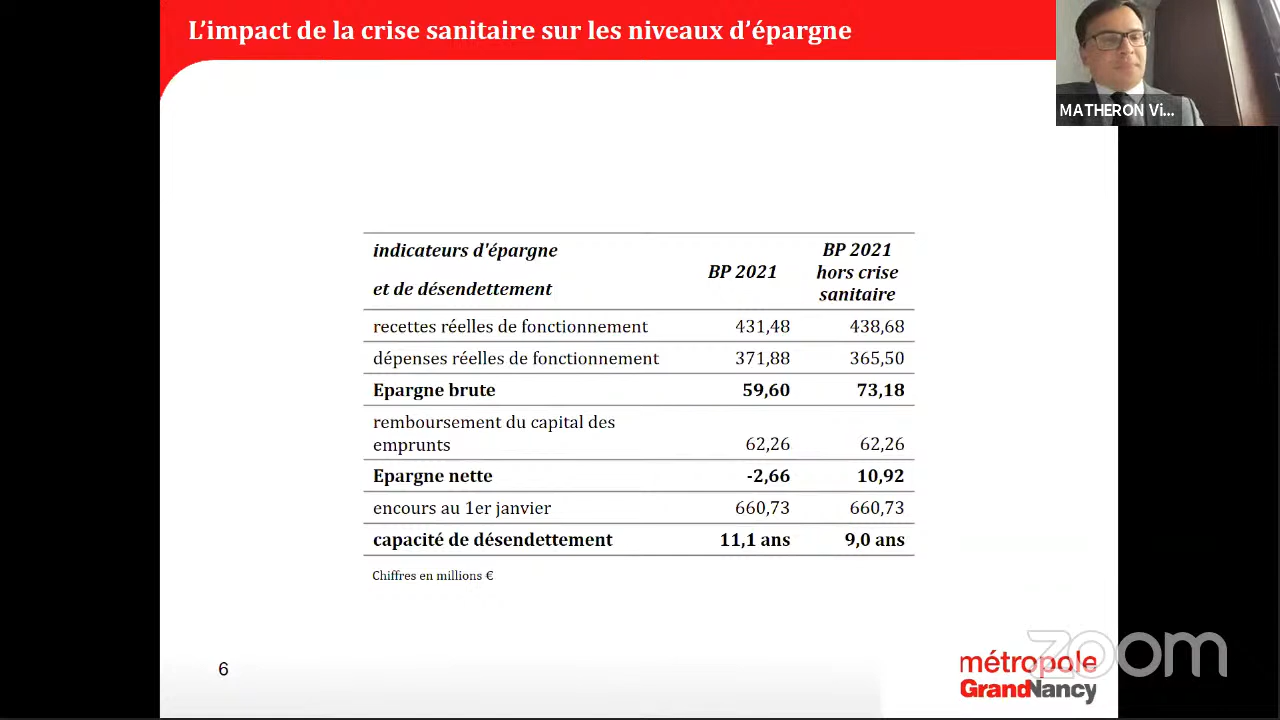 L'impact de la crise sanitaire sur les niveaux d'épargne
MATHERON Vi...
indicateurs d'épargne
et de désendettement
BP 2021
BP 2021
hors crise
sanitaire
recettes réelles de fonctionnement 431,48 438,68
dépenses réelles de fonctionnement 371,88 365,50
Epargne brute 59,60 73,18
remboursement du capital des
emprunts 62,26 62,26
Epargne nette -2,66 10,92
encours au 1er janvier 660,73 660,73
capacité de désendettement 11,1 ans 9,0 ans
Chiffres en millions €
6
zoom
métropole
GrandNancy